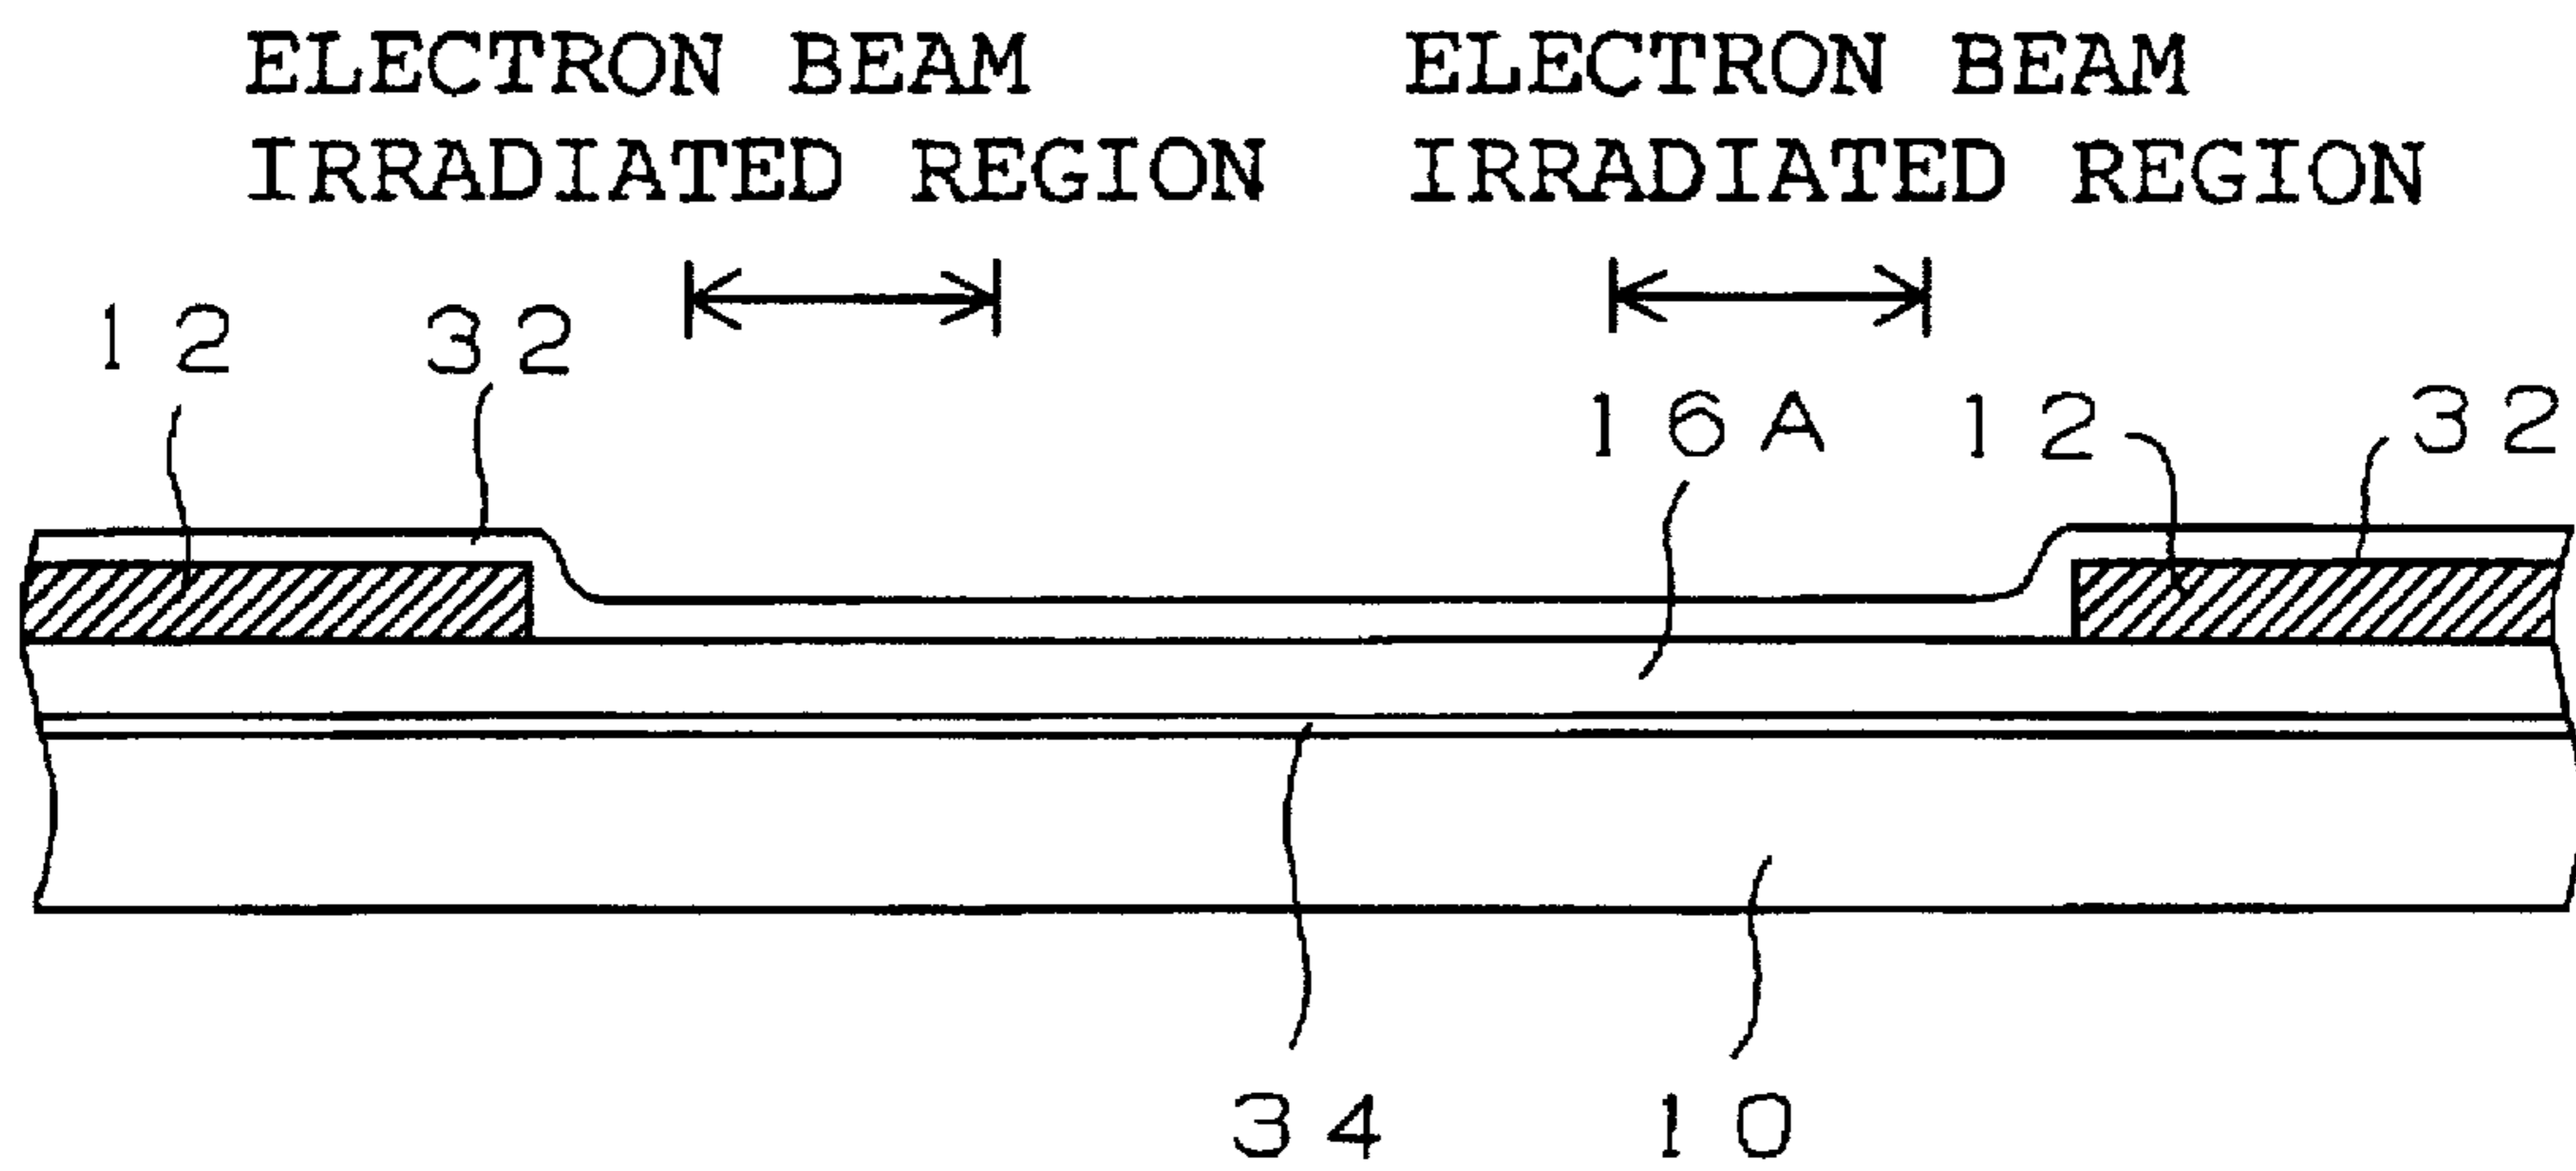 ELECTRON BEAM ELECTRON BEAM
IRRADIATED REGION IRRADIATED REGION
12 32
16A 12 32
34 10